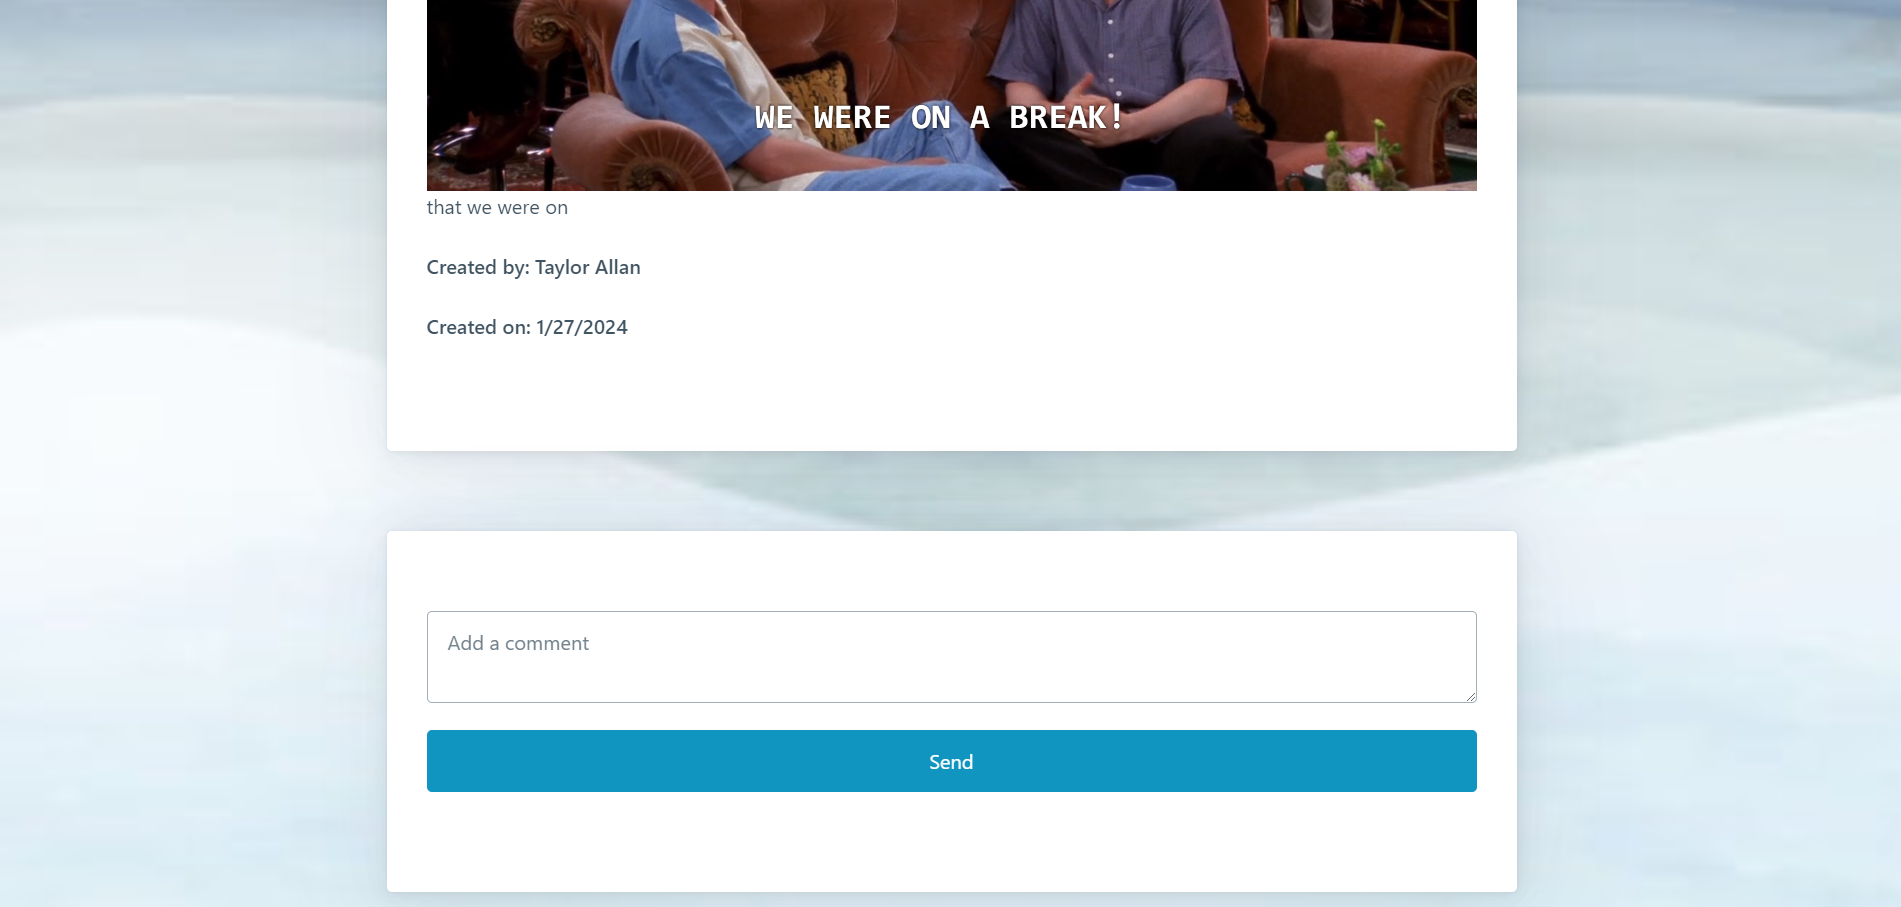 WE WERE ON A BREAK!
that we were on
Created by: Taylor Allan
Created on: 1/27/2024
Add a comment
Send